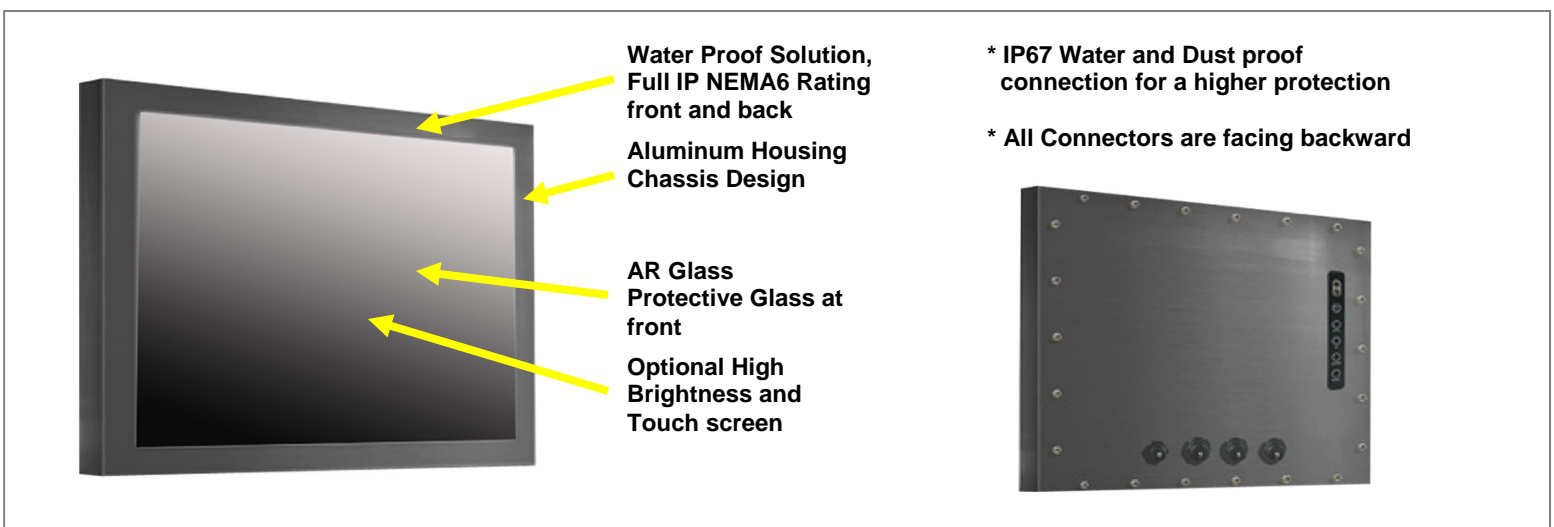 Water Proof Solution,
Full IP NEMA6 Rating
front and back
Aluminum Housing
Chassis Design
AR Glass
Protective Glass at
front
Optional High
Brightness and
Touch screen
* IP67 Water and Dust proof
connection for a higher protection
* All Connectors are facing backward